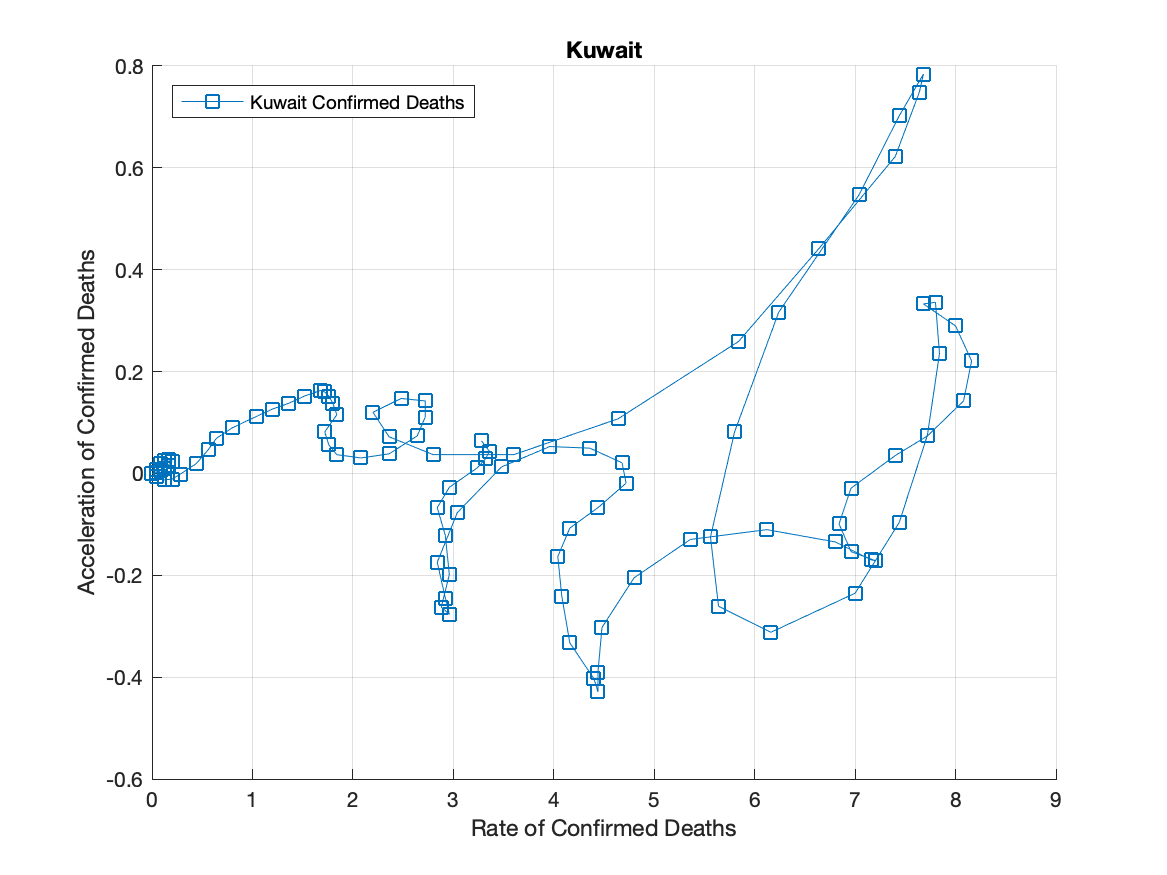 Kuwait
Kuwait Confirmed Deaths
Acceleration of Confirmed Deaths
0.8
0.6
0.4
0.2
0
-0.2
-0.4
-0.6
0 1 2 3 4 5 6 7 8 9
Rate of Confirmed Deaths